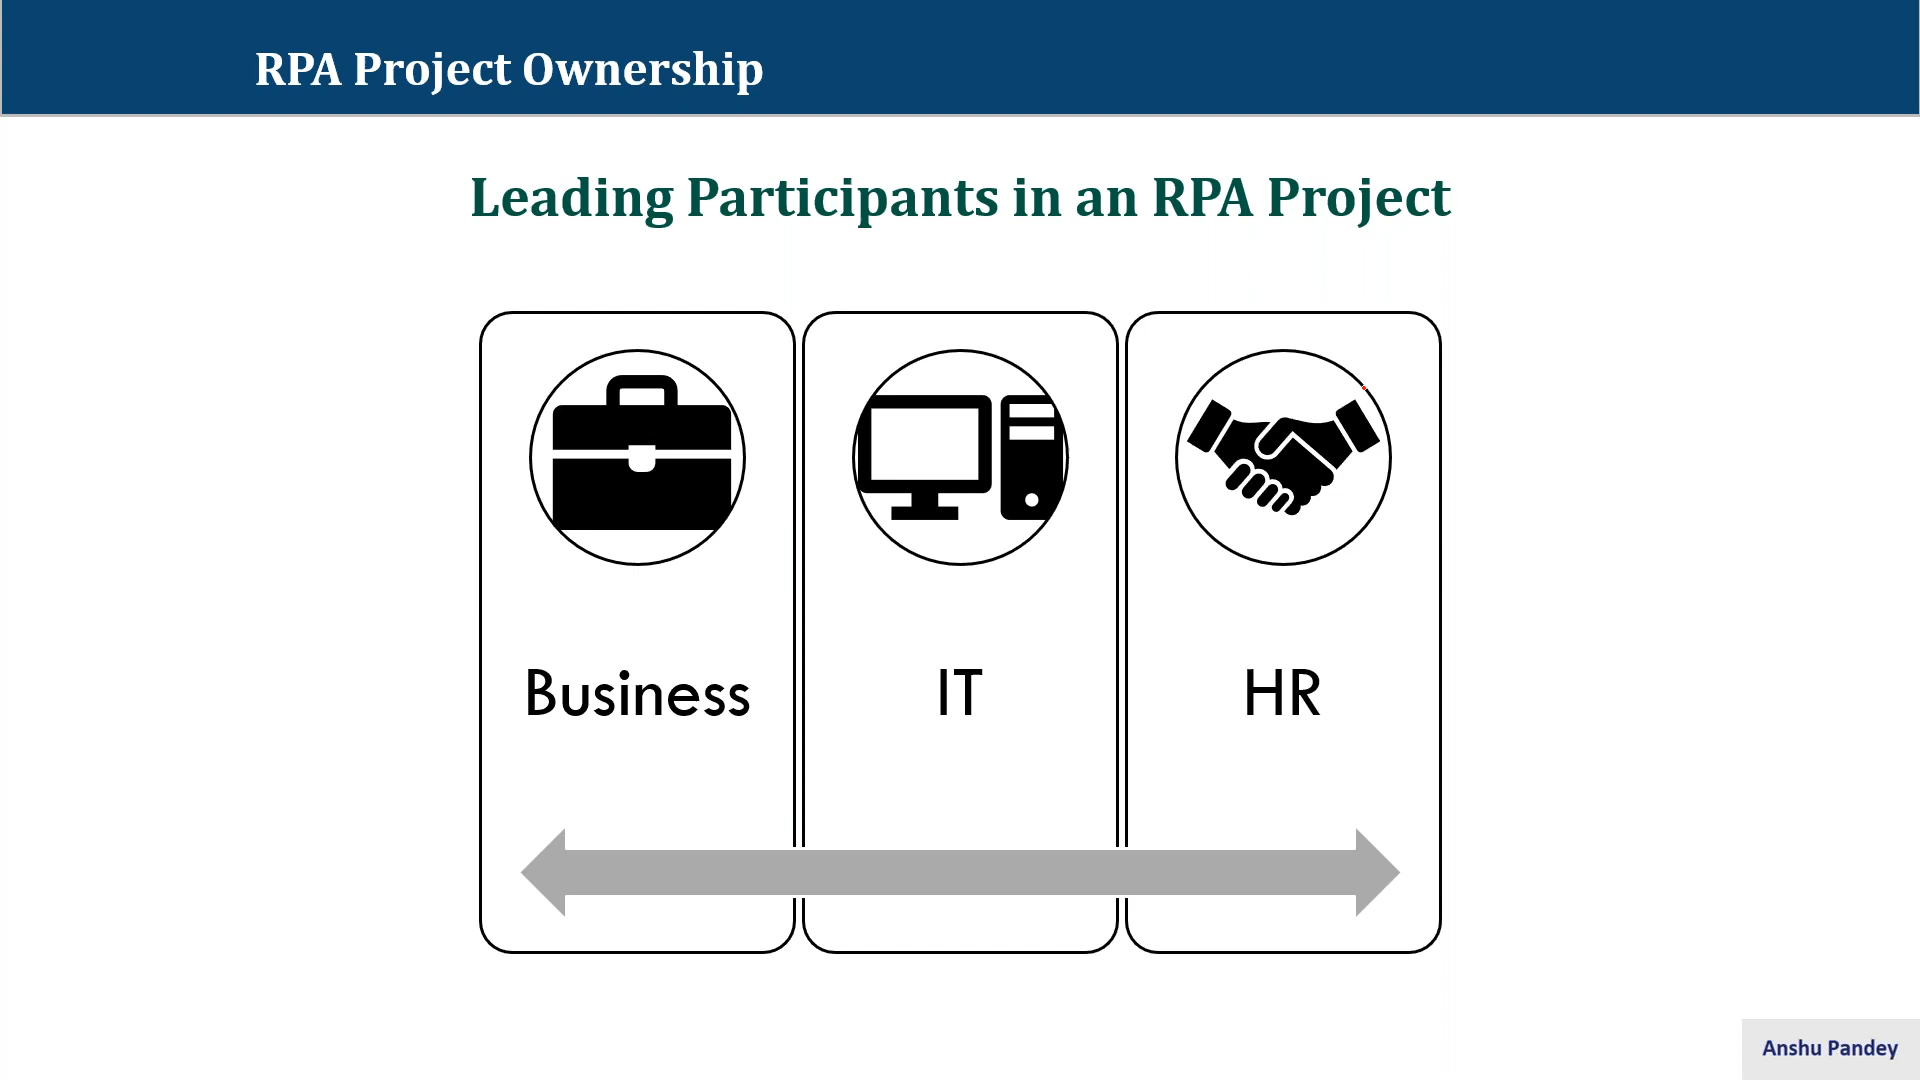 RPA Project Ownership
Leading Participants in an RPA Project
Business
IT
HR
Anshu Pandey